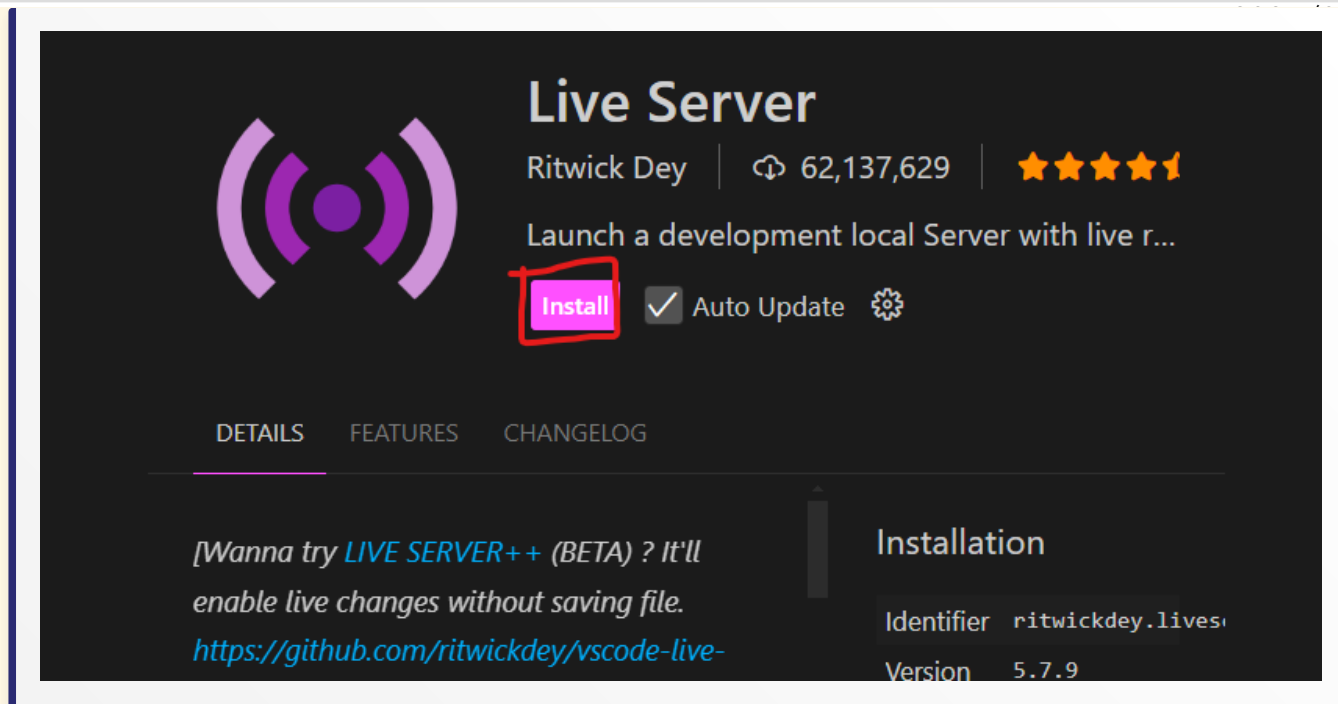 Live Server
Ritwick Dey 62,137,629
Launch a development local Server with live r...
Install Auto Update
DETAILS FEATURES CHANGELOG
[Wanna try LIVE SERVER++ (BETA) ? It'll
enable live changes without saving file.
https://github.com/ritwickdey/vscode-live-
Installation
Identifier ritwickdey.lives
Version 5.7.9